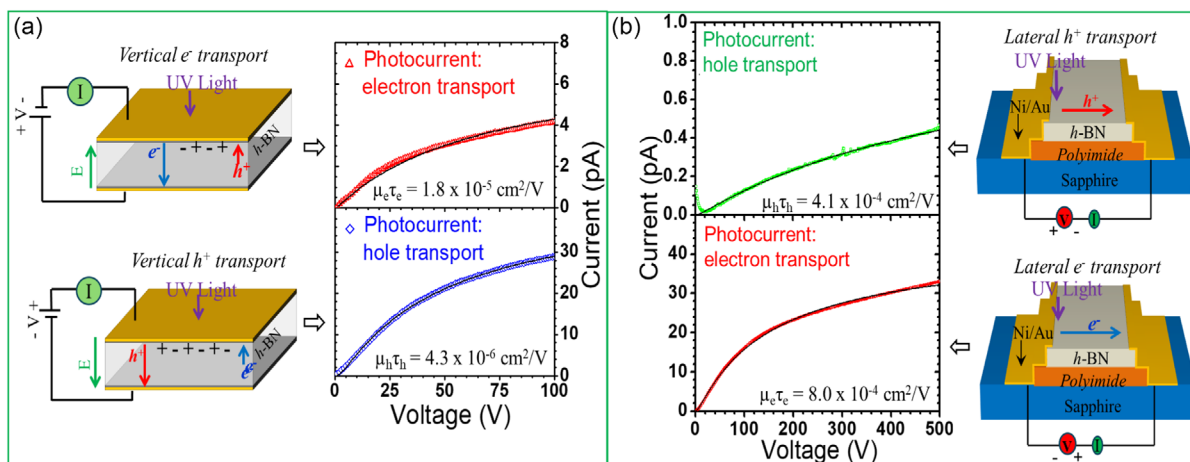 (a)
Vertical e⁻ transport
UV Light
I
+ V -
E
e⁻
-+-+
h⁺
h-BN
Photocurrent:
electron transport
μₑτₑ = 1.8 x 10⁻⁵ cm²/V
8
6
4
2
0
Vertical h⁺ transport
UV Light
I
- V +
E
h⁺
+-+-+-
e⁻
h-BN
Photocurrent:
hole transport
μₕτₕ = 4.3 x 10⁻⁶ cm²/V
30
20
10
0
Current (pA)
0 25 50 75 100
Voltage (V)
(b)
1.0
0.8
0.6
0.4
0.2
0.0
Photocurrent:
hole transport
μₕτₕ = 4.1 x 10⁻⁴ cm²/V
Current (pA)
50
40
30
20
10
0
Photocurrent:
electron transport
μₑτₑ = 8.0 x 10⁻⁴ cm²/V
0 100 200 300 400 500
Voltage (V)
Lateral h⁺ transport
UV Light
Ni/Au
h⁺
h-BN
Polyimide
Sapphire
V I
+ -
Lateral e⁻ transport
UV Light
Ni/Au
e⁻
h-BN
Polyimide
Sapphire
V I
- +